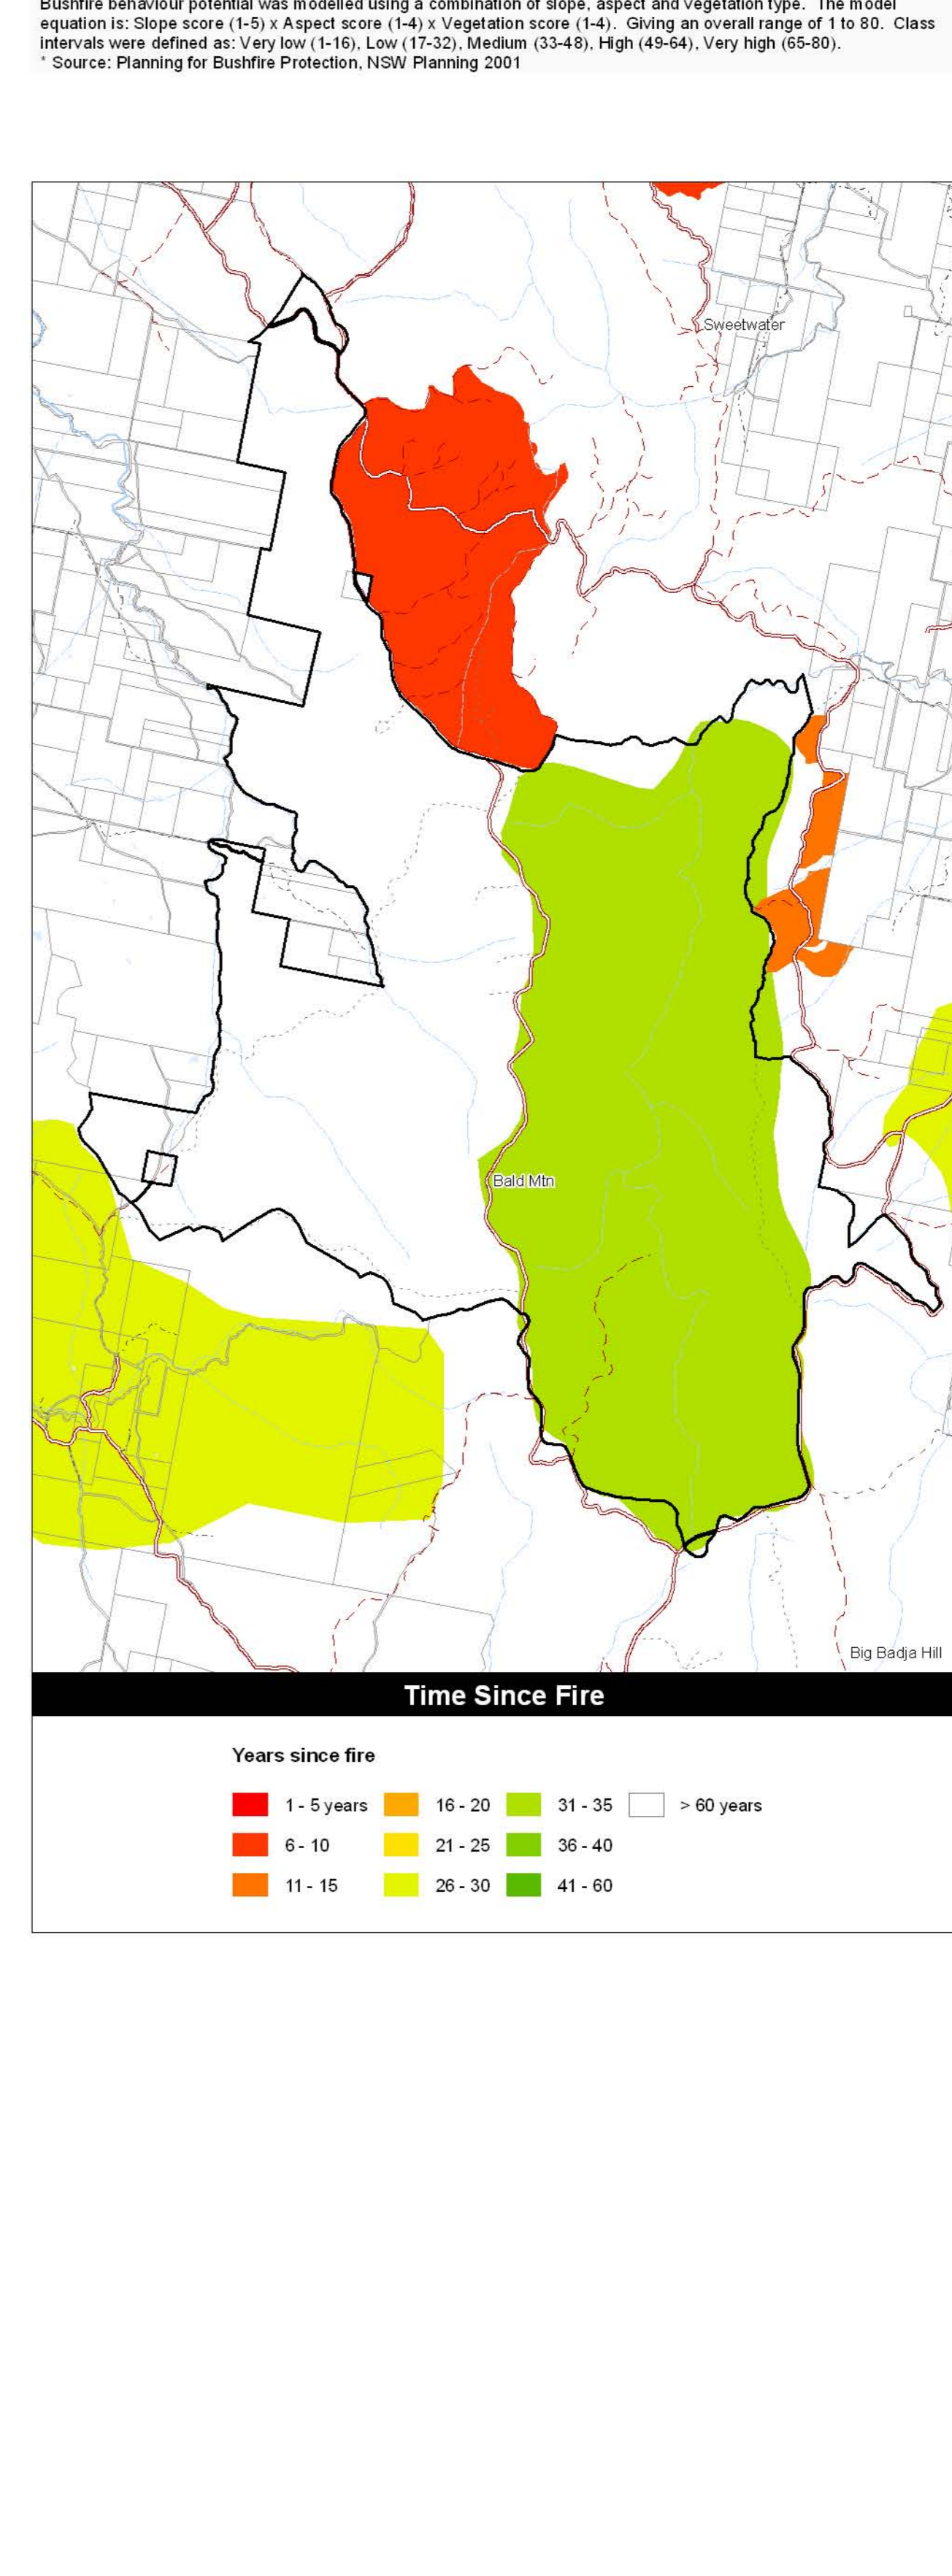 Bushfire behaviour potential was modelled using a combination of slope, aspect and vegetation type. The model
equation is: Slope score (1-5) x Aspect score (1-4) x Vegetation score (1-4). Giving an overall range of 1 to 80. Class
intervals were defined as: Very low (1-16), Low (17-32), Medium (33-48), High (49-64), Very high (65-80).
* Source: Planning for Bushfire Protection, NSW Planning 2001
Sweetwater
Bald Mtn
Big Badja Hill
Time Since Fire
Years since fire
1 - 5 years 16 - 20 31 - 35 > 60 years
6 - 10 21 - 25 36 - 40
11 - 15 26 - 30 41 - 60